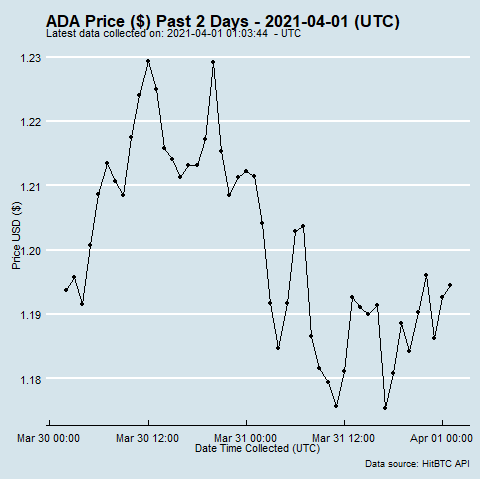 ADA Price ($) Past 2 Days - 2021-04-01 (UTC)
Latest data collected on: 2021-04-01 01:03:44  - UTC
1.23
1.22
1.21
1.20
1.19
1.18
Price USD ($)
Mar 30 00:00 Mar 30 12:00 Mar 31 00:00 Mar 31 12:00 Apr 01 00:00
Date Time Collected (UTC)
Data source: HitBTC API